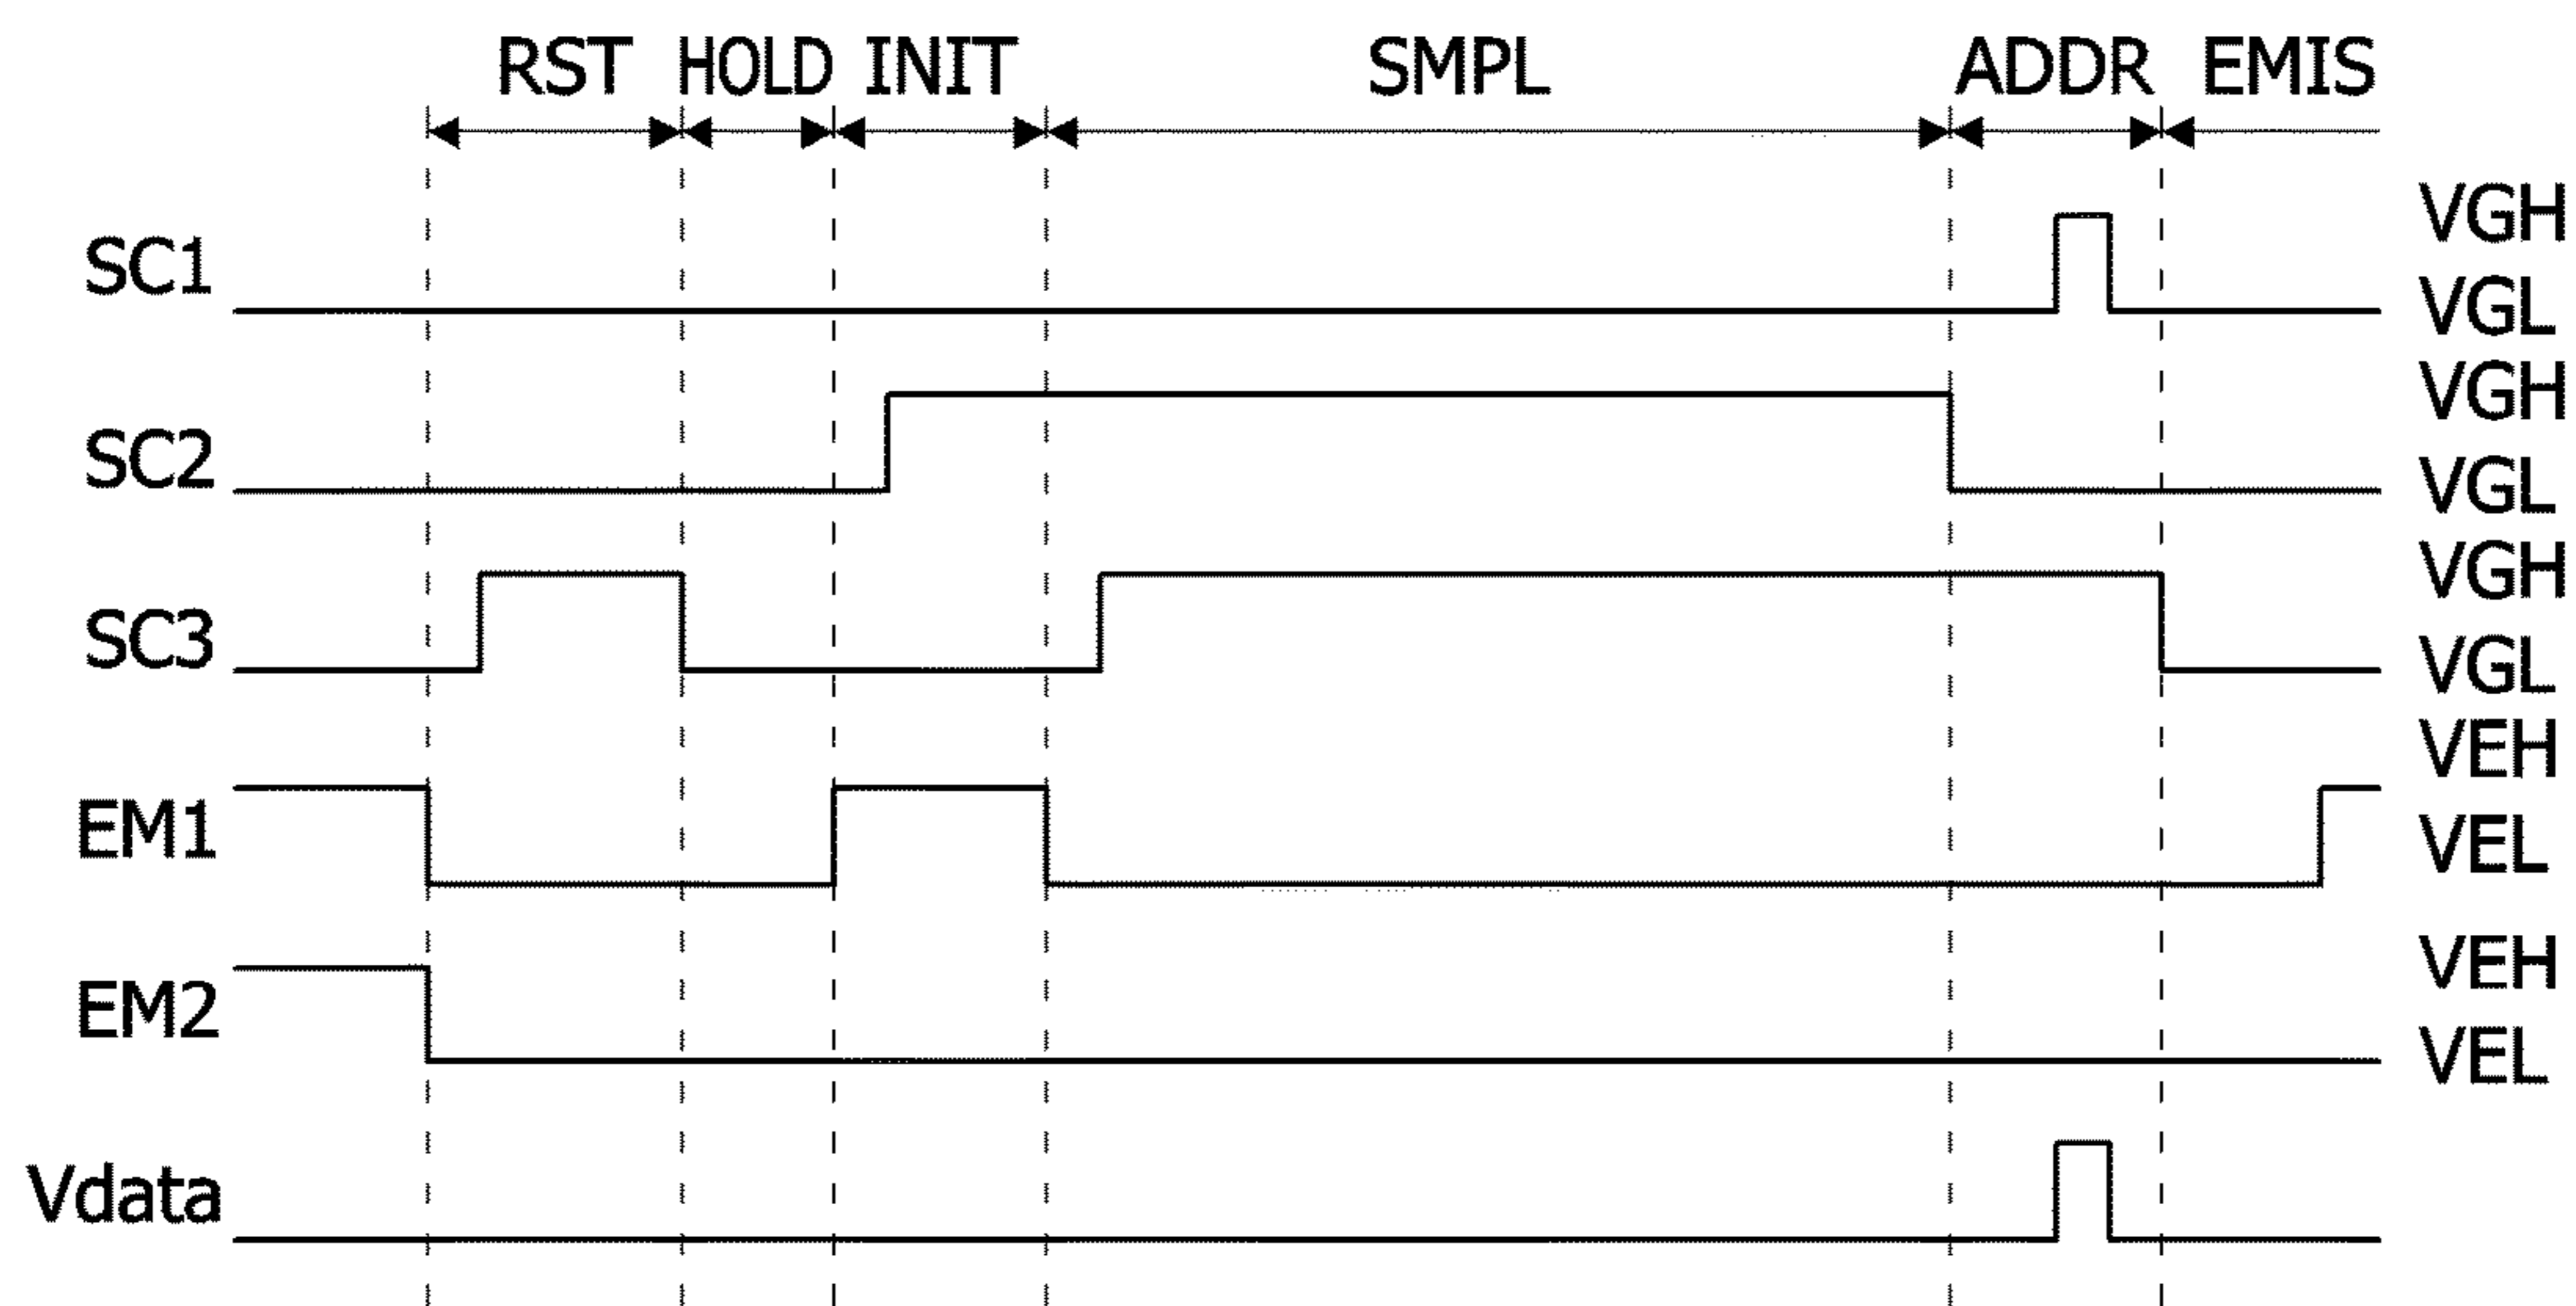 RST HOLD INIT SMPL ADDR EMIS
SC1 VGH
VGL
SC2 VGH
VGL
SC3 VGH
VGL
EM1 VEH
VEL
EM2 VEH
VEL
Vdata